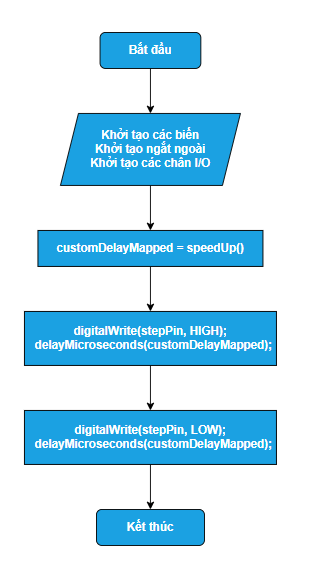 Bắt đầu
Khởi tạo các biến
Khởi tạo ngắt ngoài
Khởi tạo các chân I/O
customDelayMapped = speedUp()
digitalWrite(stepPin, HIGH);
delayMicroseconds(customDelayMapped);
digitalWrite(stepPin, LOW);
delayMicroseconds(customDelayMapped);
Kết thúc